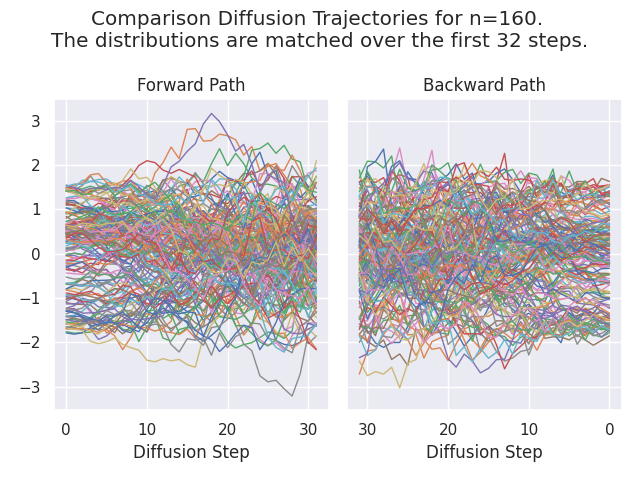 Comparison Diffusion Trajectories for n=160.
The distributions are matched over the first 32 steps.
Forward Path
Backward Path
3
2
1
0
−1
−2
−3
0 10 20 30
30 20 10 0
Diffusion Step
Diffusion Step